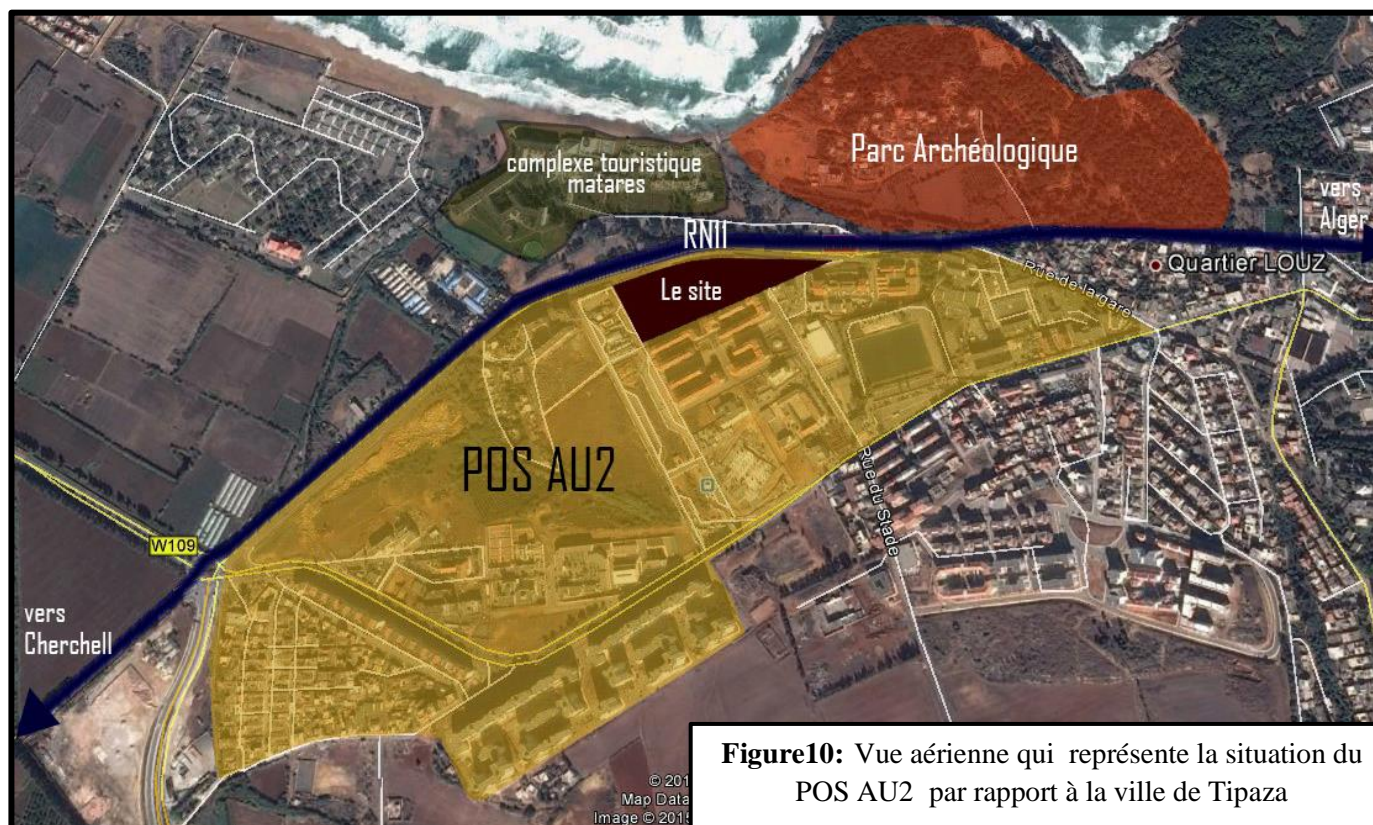 complexe touristique
matares
Parc Archéologique
vers
Alger
RN11
Quartier LOUZ
Le site
Rue de la gare
POS AU2
Rue du Stade
W109
vers
Cherchell
© 201
Map Data
Image © 2015
Figure10: Vue aérienne qui représente la situation du
POS AU2 par rapport à la ville de Tipaza